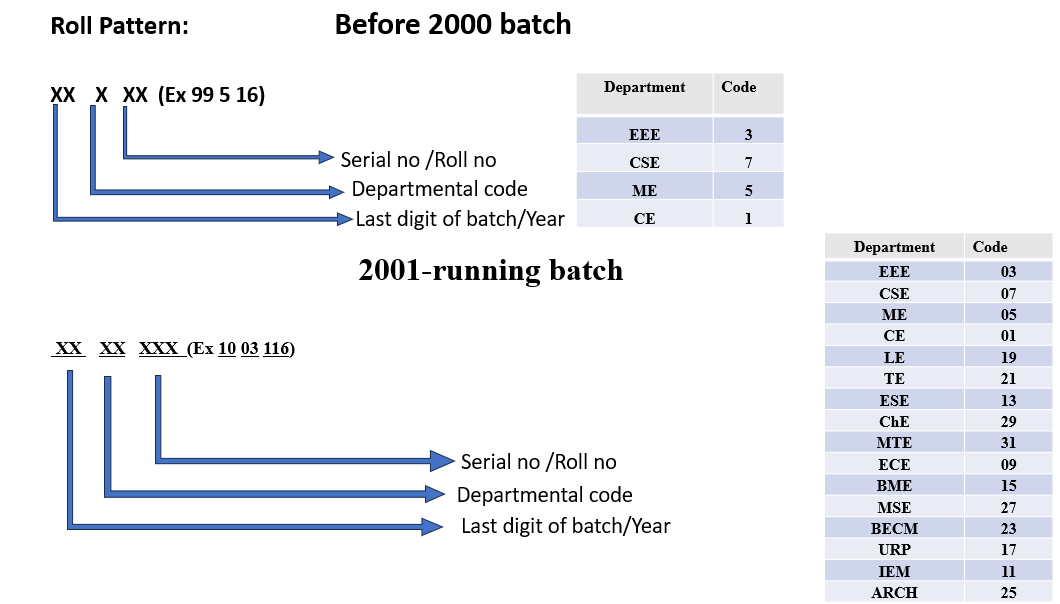 Roll Pattern:
Before 2000 batch
XX X XX (Ex 99 5 16)
Serial no /Roll no
Departmental code
Last digit of batch/Year
Department Code
EEE 3
CSE 7
ME 5
CE 1
2001-running batch
XX XX XXX (Ex 10 03 116)
Serial no /Roll no
Departmental code
Last digit of batch/Year
Department Code
EEE 03
CSE 07
ME 05
CE 01
LE 19
TE 21
ESE 13
ChE 29
MTE 31
ECE 09
BME 15
MSE 27
BECM 23
URP 17
IEM 11
ARCH 25